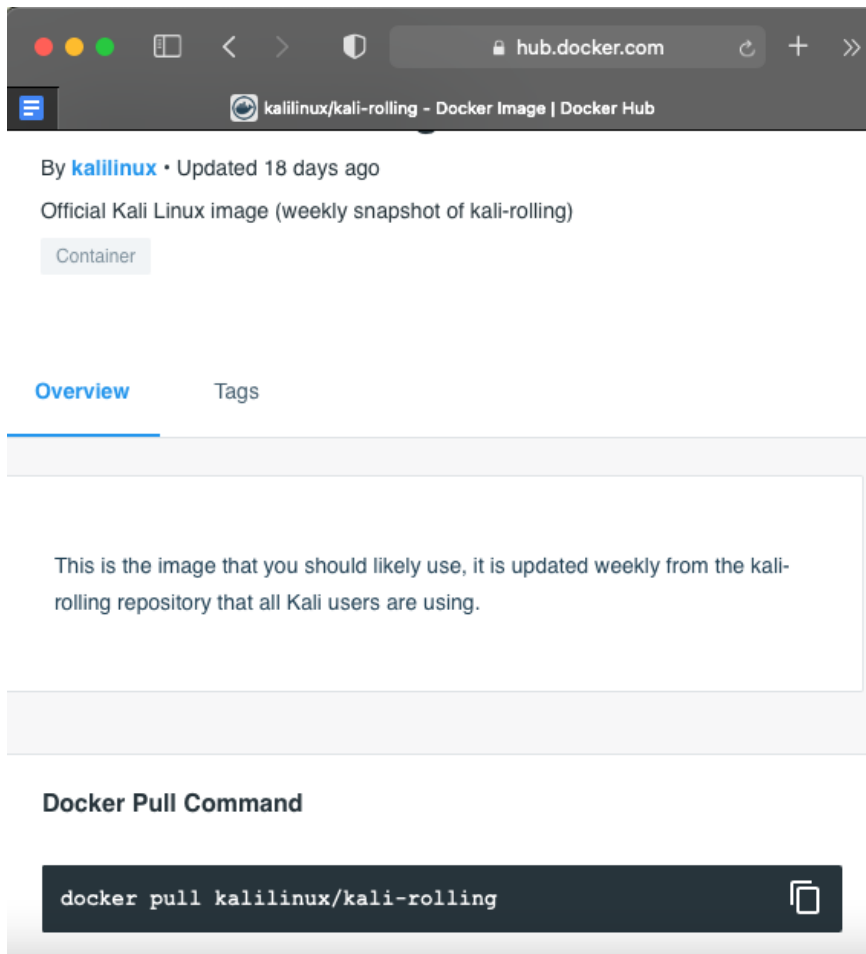 hub.docker.com
kalilinux/kali-rolling - Docker Image | Docker Hub
By kalilinux • Updated 18 days ago
Official Kali Linux image (weekly snapshot of kali-rolling)
Container
Overview Tags
This is the image that you should likely use, it is updated weekly from the kali-
rolling repository that all Kali users are using.
Docker Pull Command
docker pull kalilinux/kali-rolling